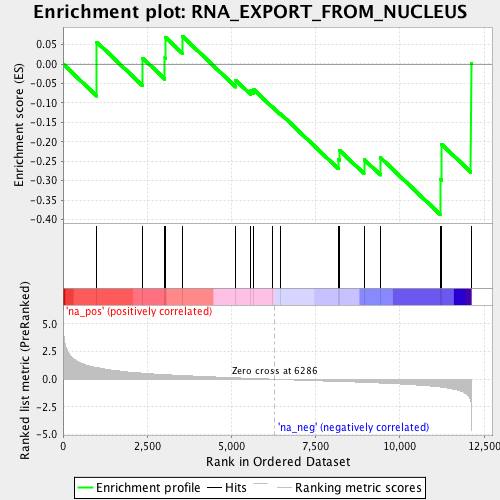 Enrichment plot: RNA_EXPORT_FROM_NUCLEUS
Enrichment score (ES)
0.05
0.00
-0.05
-0.10
-0.15
-0.20
-0.25
-0.30
-0.35
-0.40
'na_pos' (positively correlated)
Ranked list metric (PreRanked)
5.0
2.5
0.0
-2.5
-5.0
Zero cross at 6286
'na_neg' (negatively correlated)
0
2,500
5,000
7,500
10,000
12,500
Rank in Ordered Dataset
Enrichment profile
Hits
Ranking metric scores